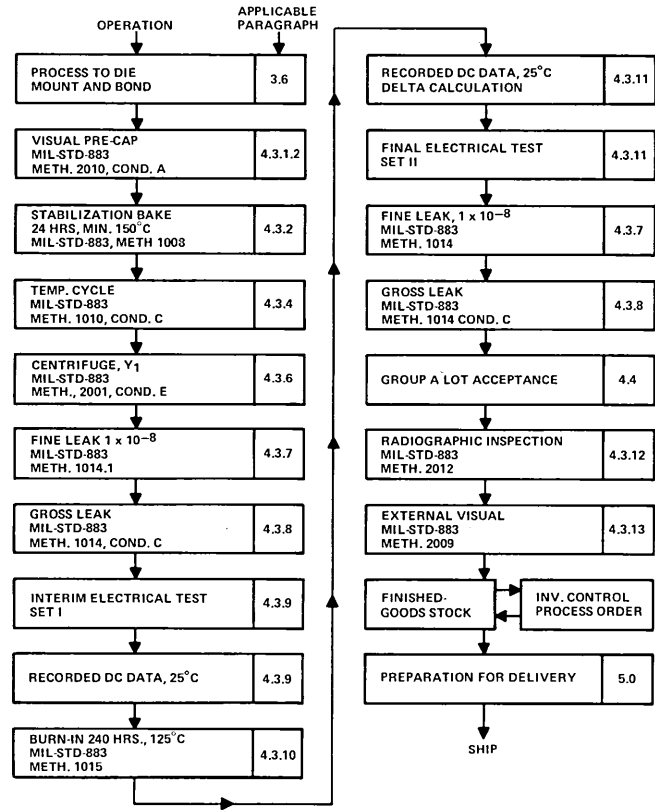 OPERATION
APPLICABLE
PARAGRAPH
PROCESS TO DIE
MOUNT AND BOND
3.6
VISUAL PRE-CAP
MIL-STD-883
METH. 2010, COND. A
4.3.1.2
STABILIZATION BAKE
24 HRS, MIN. 150°C
MIL-STD-883, METH 1008
4.3.2
TEMP. CYCLE
MIL-STD-883
METH. 1010, COND. C
4.3.4
CENTRIFUGE, Y1
MIL-STD-883
METH., 2001, COND. E
4.3.6
FINE LEAK 1 x 10−8
MIL-STD-883
METH. 1014.1
4.3.7
GROSS LEAK
MIL-STD-883
METH. 1014, COND. C
4.3.8
INTERIM ELECTRICAL TEST
SET I
4.3.9
RECORDED DC DATA, 25°C
4.3.9
BURN-IN 240 HRS., 125°C
MIL-STD-883
METH. 1015
4.3.10
RECORDED DC DATA, 25°C
DELTA CALCULATION
4.3.11
FINAL ELECTRICAL TEST
SET II
4.3.11
FINE LEAK, 1 x 10−8
MIL-STD-883
METH. 1014
4.3.7
GROSS LEAK
MIL-STD-883
METH. 1014 COND. C
4.3.8
GROUP A LOT ACCEPTANCE
4.4
RADIOGRAPHIC INSPECTION
MIL-STD-883
METH. 2012
4.3.12
EXTERNAL VISUAL
MIL-STD-883
METH. 2009
4.3.13
FINISHED-
GOODS STOCK
INV. CONTROL
PROCESS ORDER
PREPARATION FOR DELIVERY
5.0
SHIP